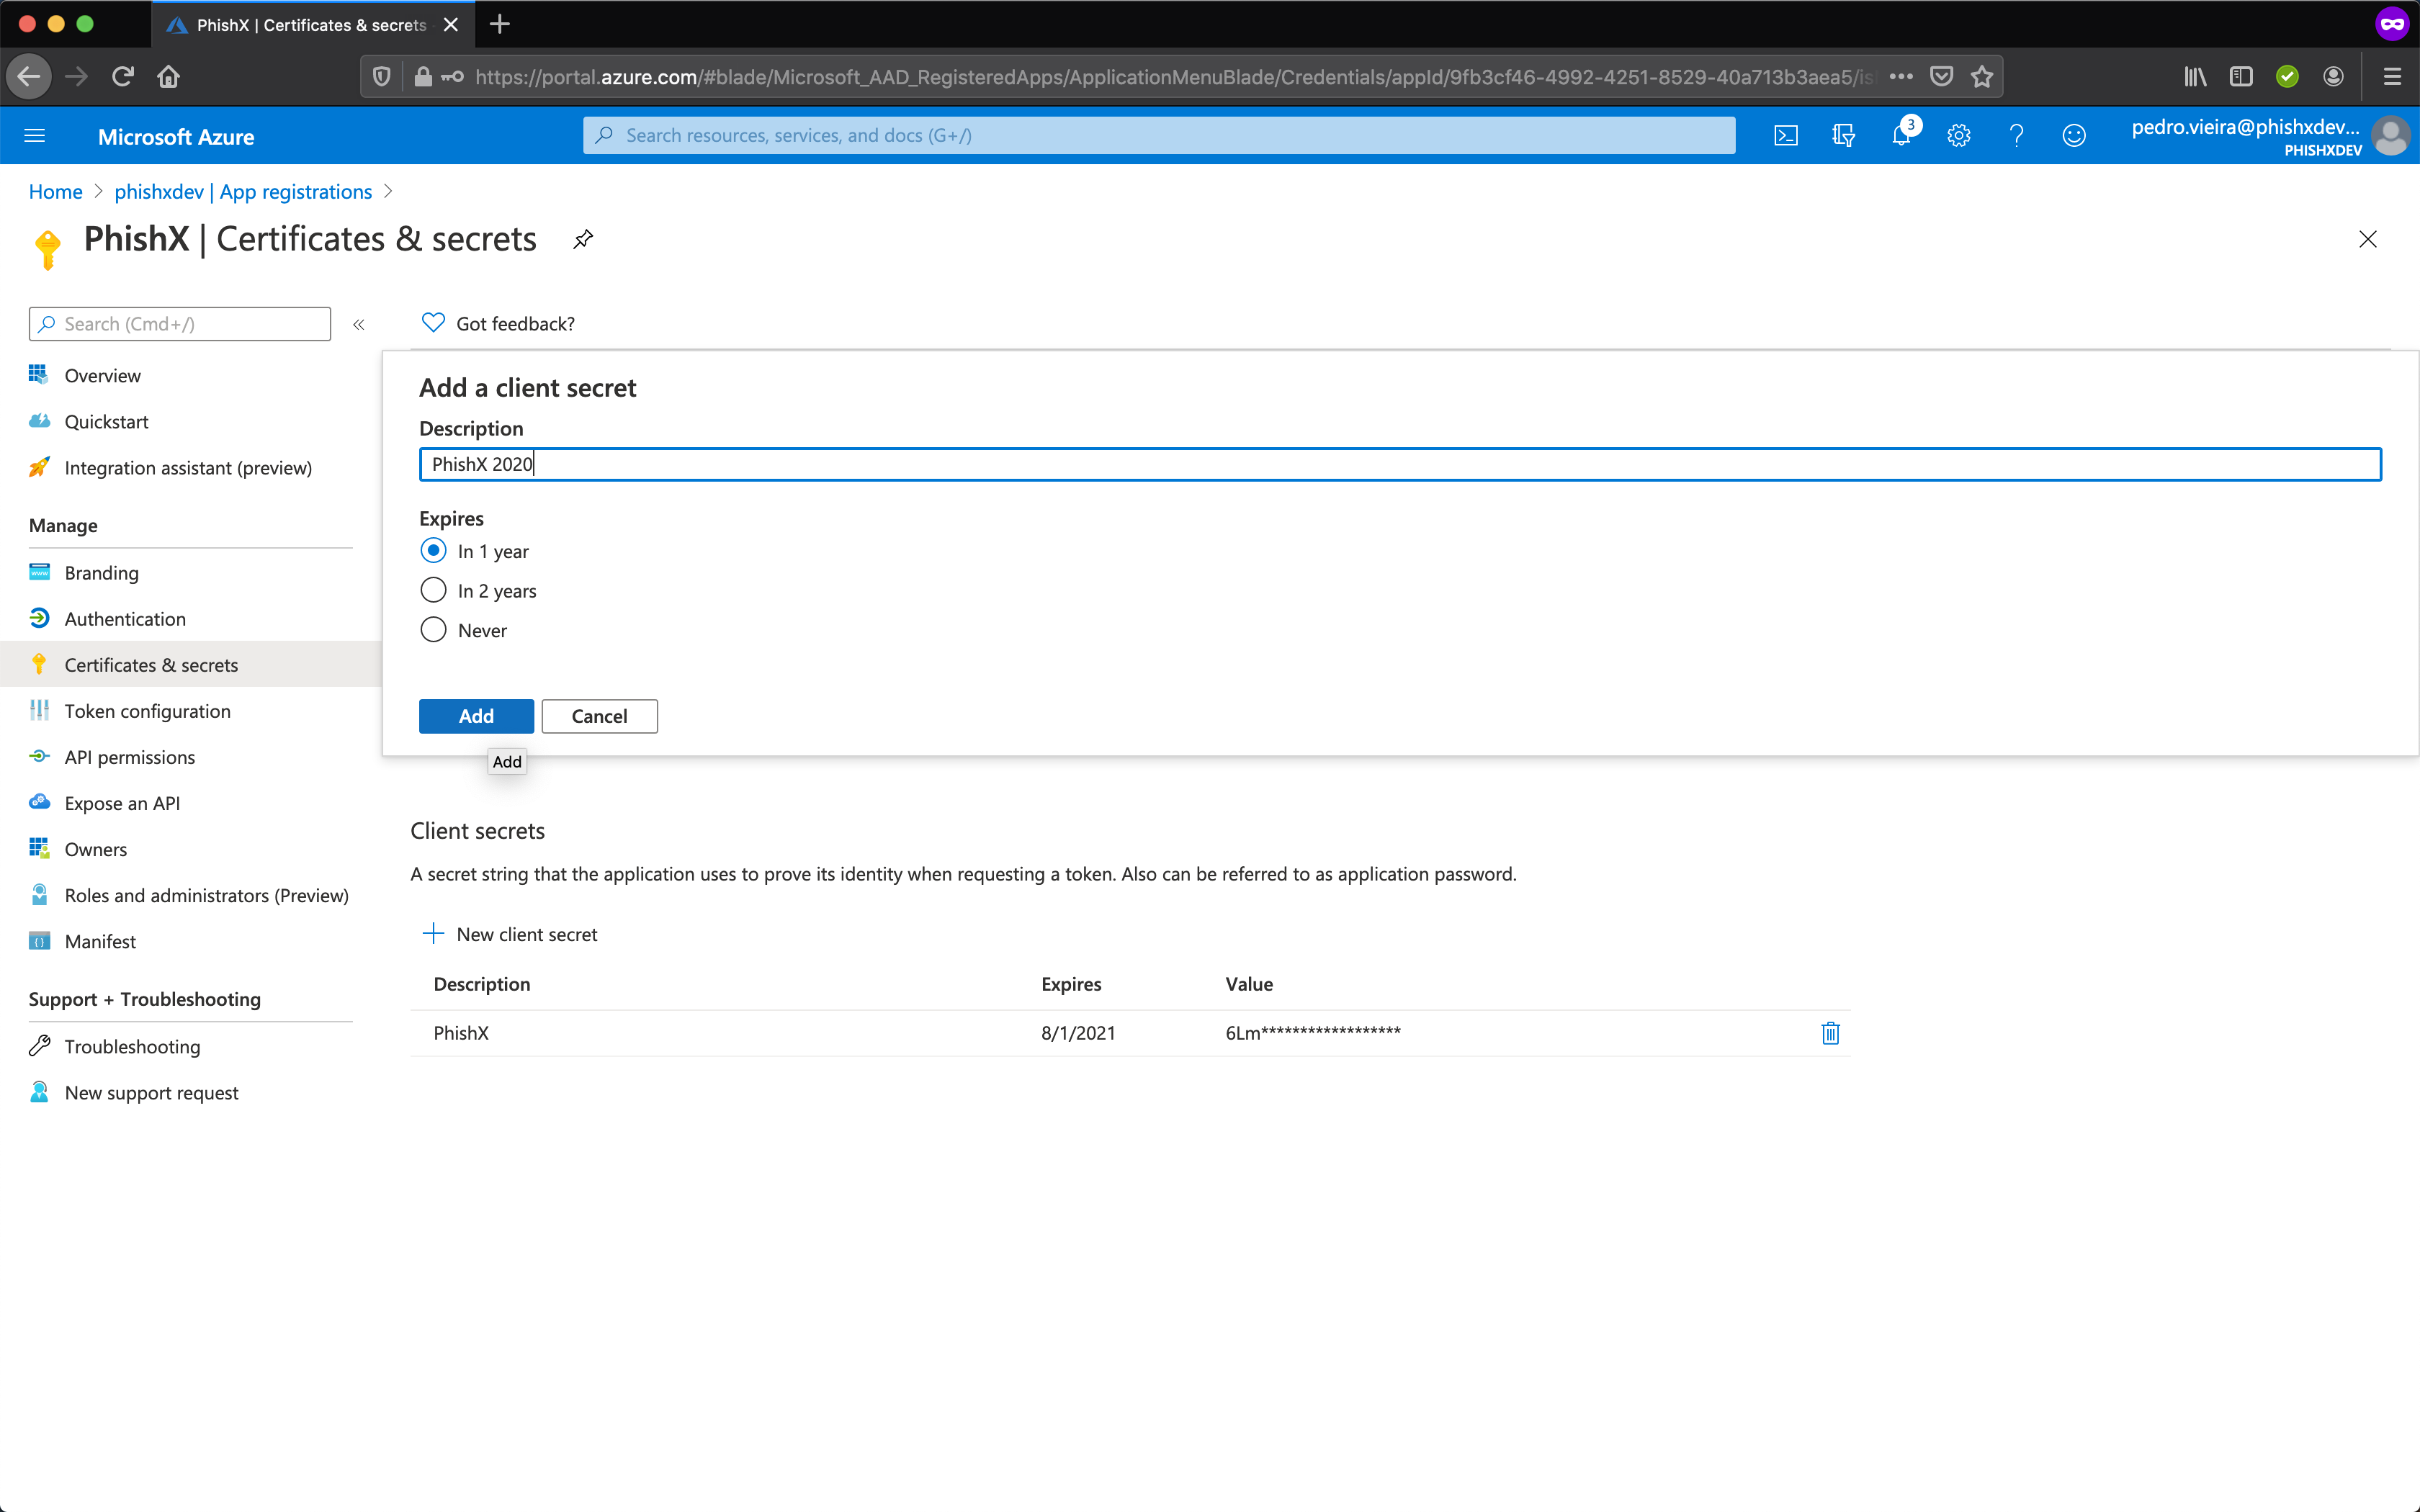 PhishX | Certificates & secrets
https://portal.azure.com/#blade/Microsoft_AAD_RegisteredApps/ApplicationMenuBlade/Credentials/appId/9fb3cf46-4992-4251-8529-40a713b3aea5/is
Microsoft Azure
Search resources, services, and docs (G+/)
3
pedro.vieira@phishxdev...
PHISHXDEV
Home > phishxdev | App registrations >
PhishX | Certificates & secrets
Search (Cmd+/)
«
Got feedback?
Overview
Quickstart
Integration assistant (preview)
Manage
Branding
Authentication
Certificates & secrets
Token configuration
API permissions
Expose an API
Owners
Roles and administrators (Preview)
Manifest
Support + Troubleshooting
Troubleshooting
New support request
Add a client secret
Description
PhishX 2020
Expires
In 1 year
In 2 years
Never
Add Cancel
Add
Client secrets
A secret string that the application uses to prove its identity when requesting a token. Also can be referred to as application password.
New client secret
Description Expires Value
PhishX 8/1/2021 6Lm******************